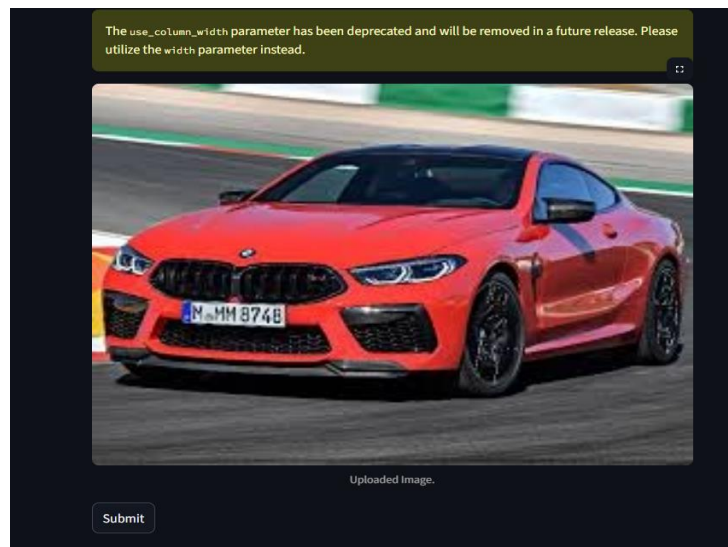 The use_column_width parameter has been deprecated and will be removed in a future release. Please
utilize the width parameter instead.
M MM 8748
Uploaded Image.
Submit